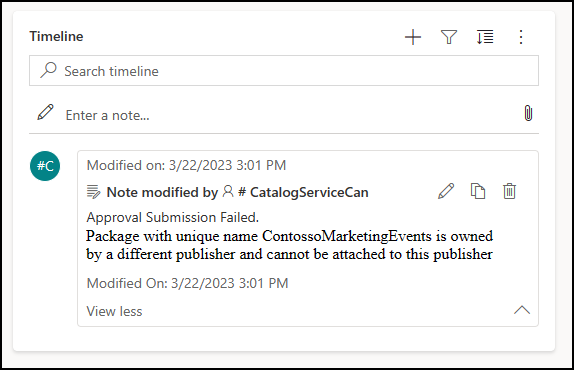 Timeline
Search timeline
Enter a note...
#C
Modified on: 3/22/2023 3:01 PM
Note modified by # CatalogServiceCan
Approval Submission Failed.
Package with unique name ContossoMarketingEvents is owned
by a different publisher and cannot be attached to this publisher
Modified On: 3/22/2023 3:01 PM
View less